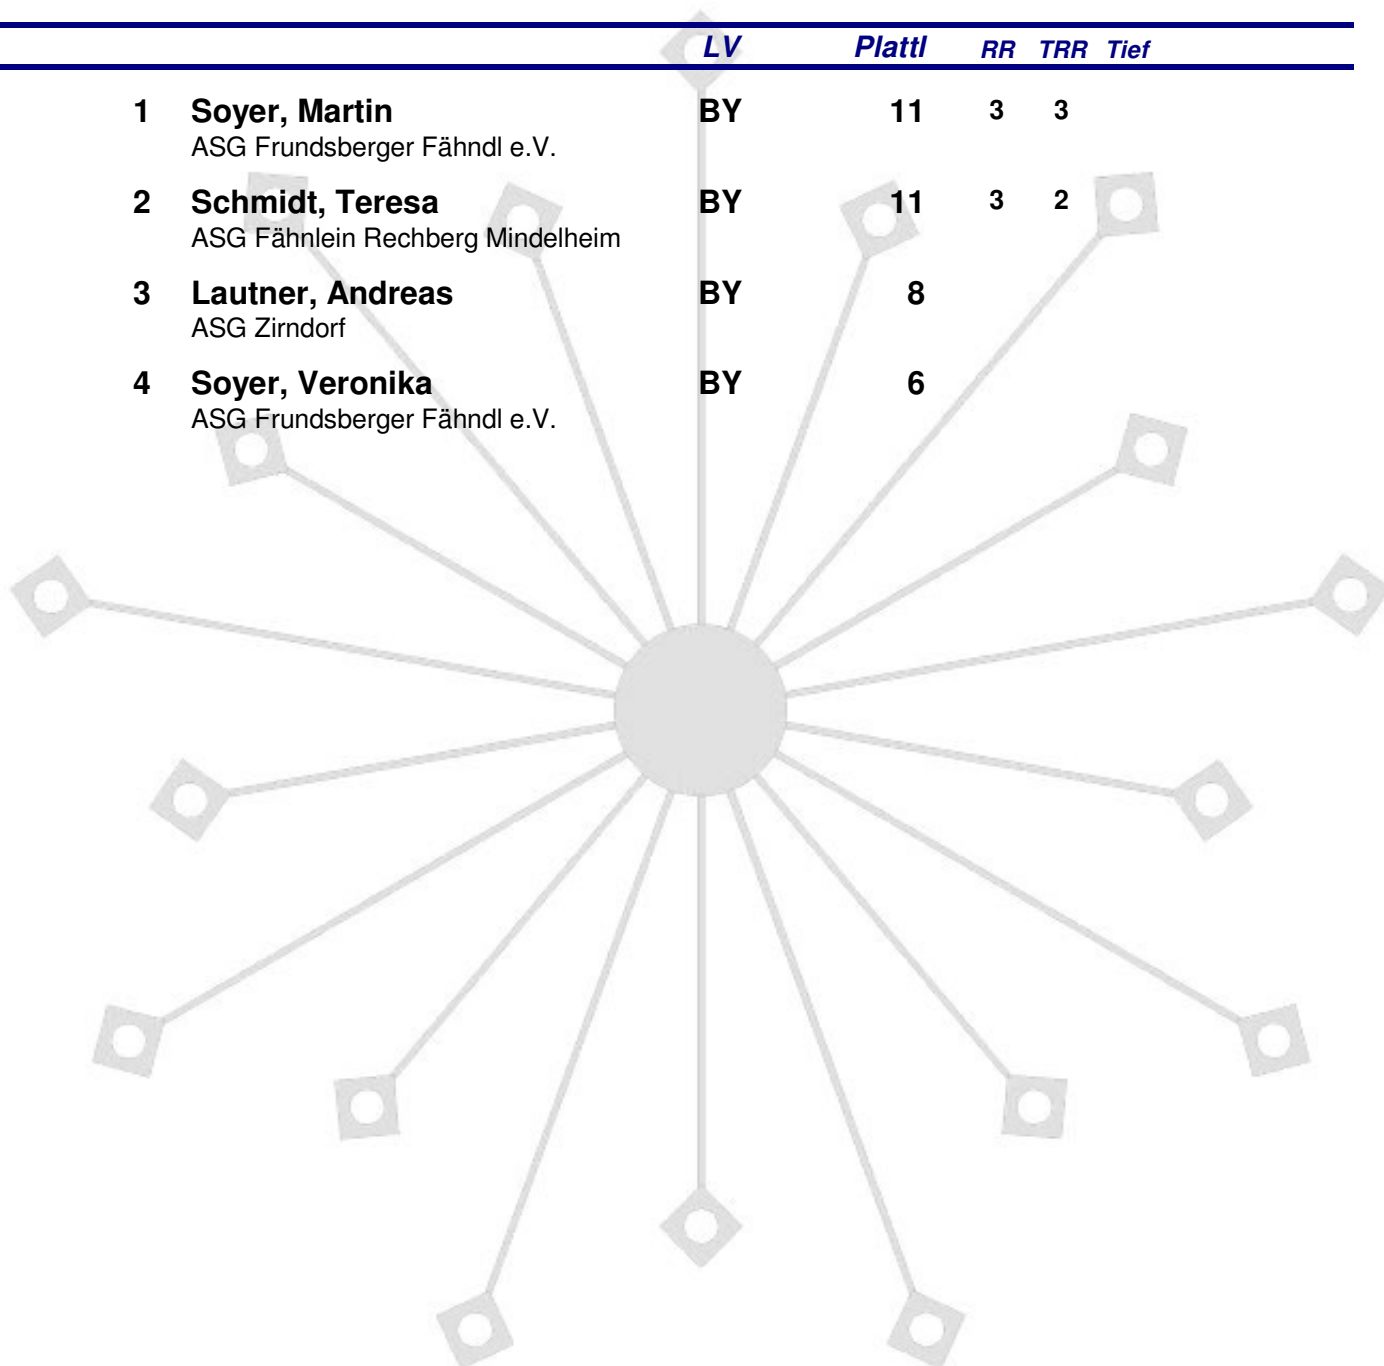 LV Plattl RR TRR Tief
1 Soyer, Martin BY 11 3 3
ASG Frundsberger Fähndl e.V.
2 Schmidt, Teresa BY 11 3 2
ASG Fähnlein Rechberg Mindelheim
3 Lautner, Andreas BY 8
ASG Zirndorf
4 Soyer, Veronika BY 6
ASG Frundsberger Fähndl e.V.